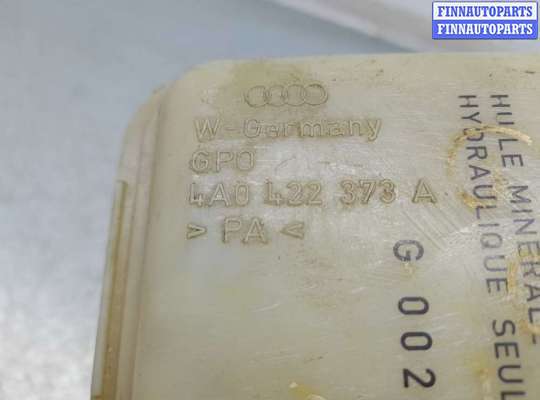 FINNAUTOPARTS
FINNAUTOPARTS
W-Germany
GPO
4A0 422 373 A
> PA <
HUILE MINERAL-
HYDRAULIQUE SEUL
G 002